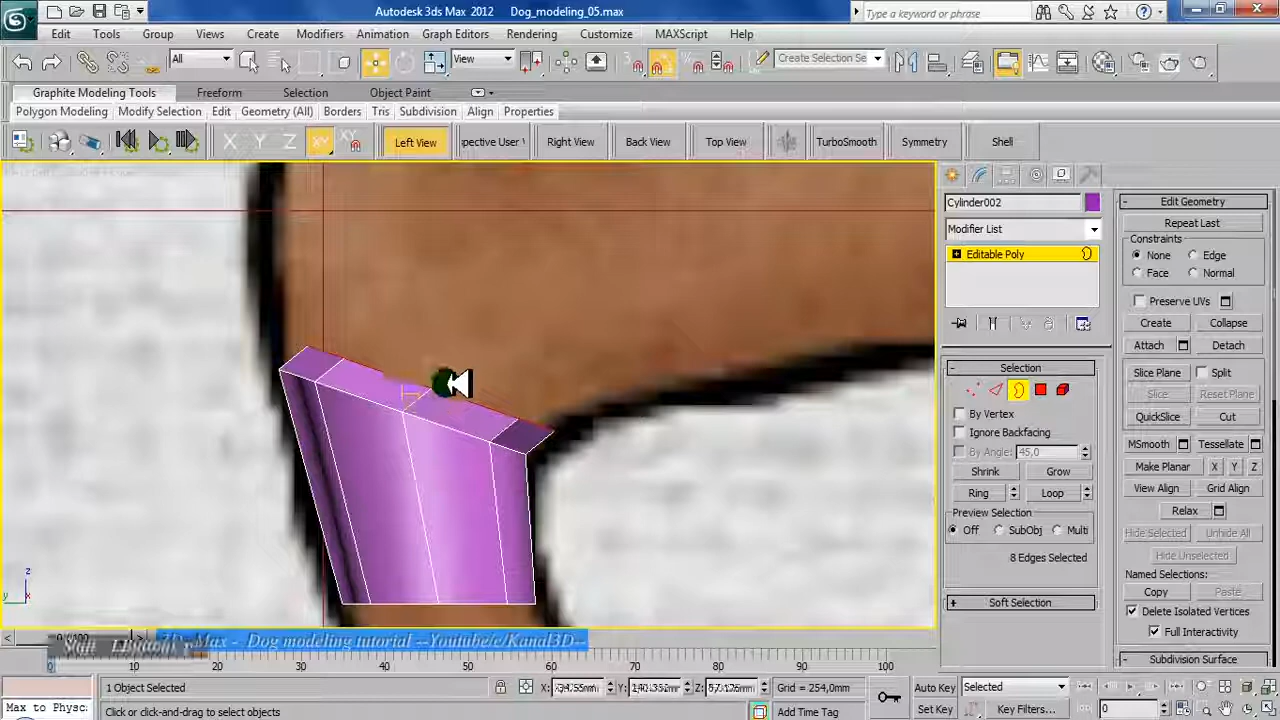 Autodesk 3ds Max 2012 Dog_modeling_05.max
Type a keyword or phrase
Edit Tools Group Views Create Modifiers Animation Graph Editors Rendering Customize MAXScript Help
All View Create Selection Se
Graphite Modeling Tools Freeform Selection Object Paint
Polygon Modeling Modify Selection Edit Geometry (All) Borders Tris Subdivision Align Properties
X Y Z XY XY Left View pective User Right View Back View Top View TurboSmooth Symmetry Shell
Cylinder002
Modifier List
Editable Poly
Selection
By Vertex
Ignore Backfacing
By Angle: 45,0
Shrink Grow
Ring Loop
Preview Selection
Off SubObj Multi
8 Edges Selected
Soft Selection
Edit Geometry
Repeat Last
Constraints
None Edge
Face Normal
Preserve UVs
Create Collapse
Attach Detach
Slice Plane Split
Slice Reset Plane
QuickSlice Cut
MSmooth Tessellate
Make Planar X Y Z
View Align Grid Align
Relax
Hide Selected Unhide All
Hide Unselected
Named Selections:
Copy Paste
Delete Isolated Vertices
Full Interactivity
Subdivision Surface
z
y x
Max - Dog modeling tutorial --Youtube/c/Kanal3D--
0 10 20 30 40 50 60 70 80 90 100
1 Object Selected X: Y: Z: Grid = 254,0mm Auto Key Selected
Max to Physc Click or click-and-drag to select objects Add Time Tag Set Key Key Filters... 0